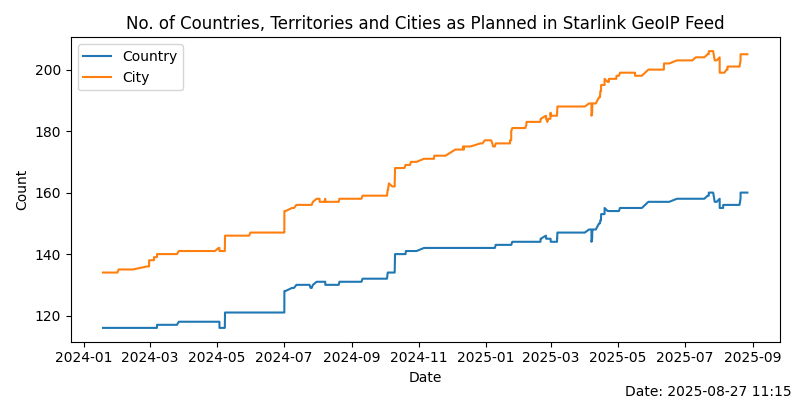 No. of Countries, Territories and Cities as Planned in Starlink GeoIP Feed
Country
City
200
180
160
140
120
Count
2024-01 2024-03 2024-05 2024-07 2024-09 2024-11 2025-01 2025-03 2025-05 2025-07 2025-09
Date
Date: 2025-08-27 11:15